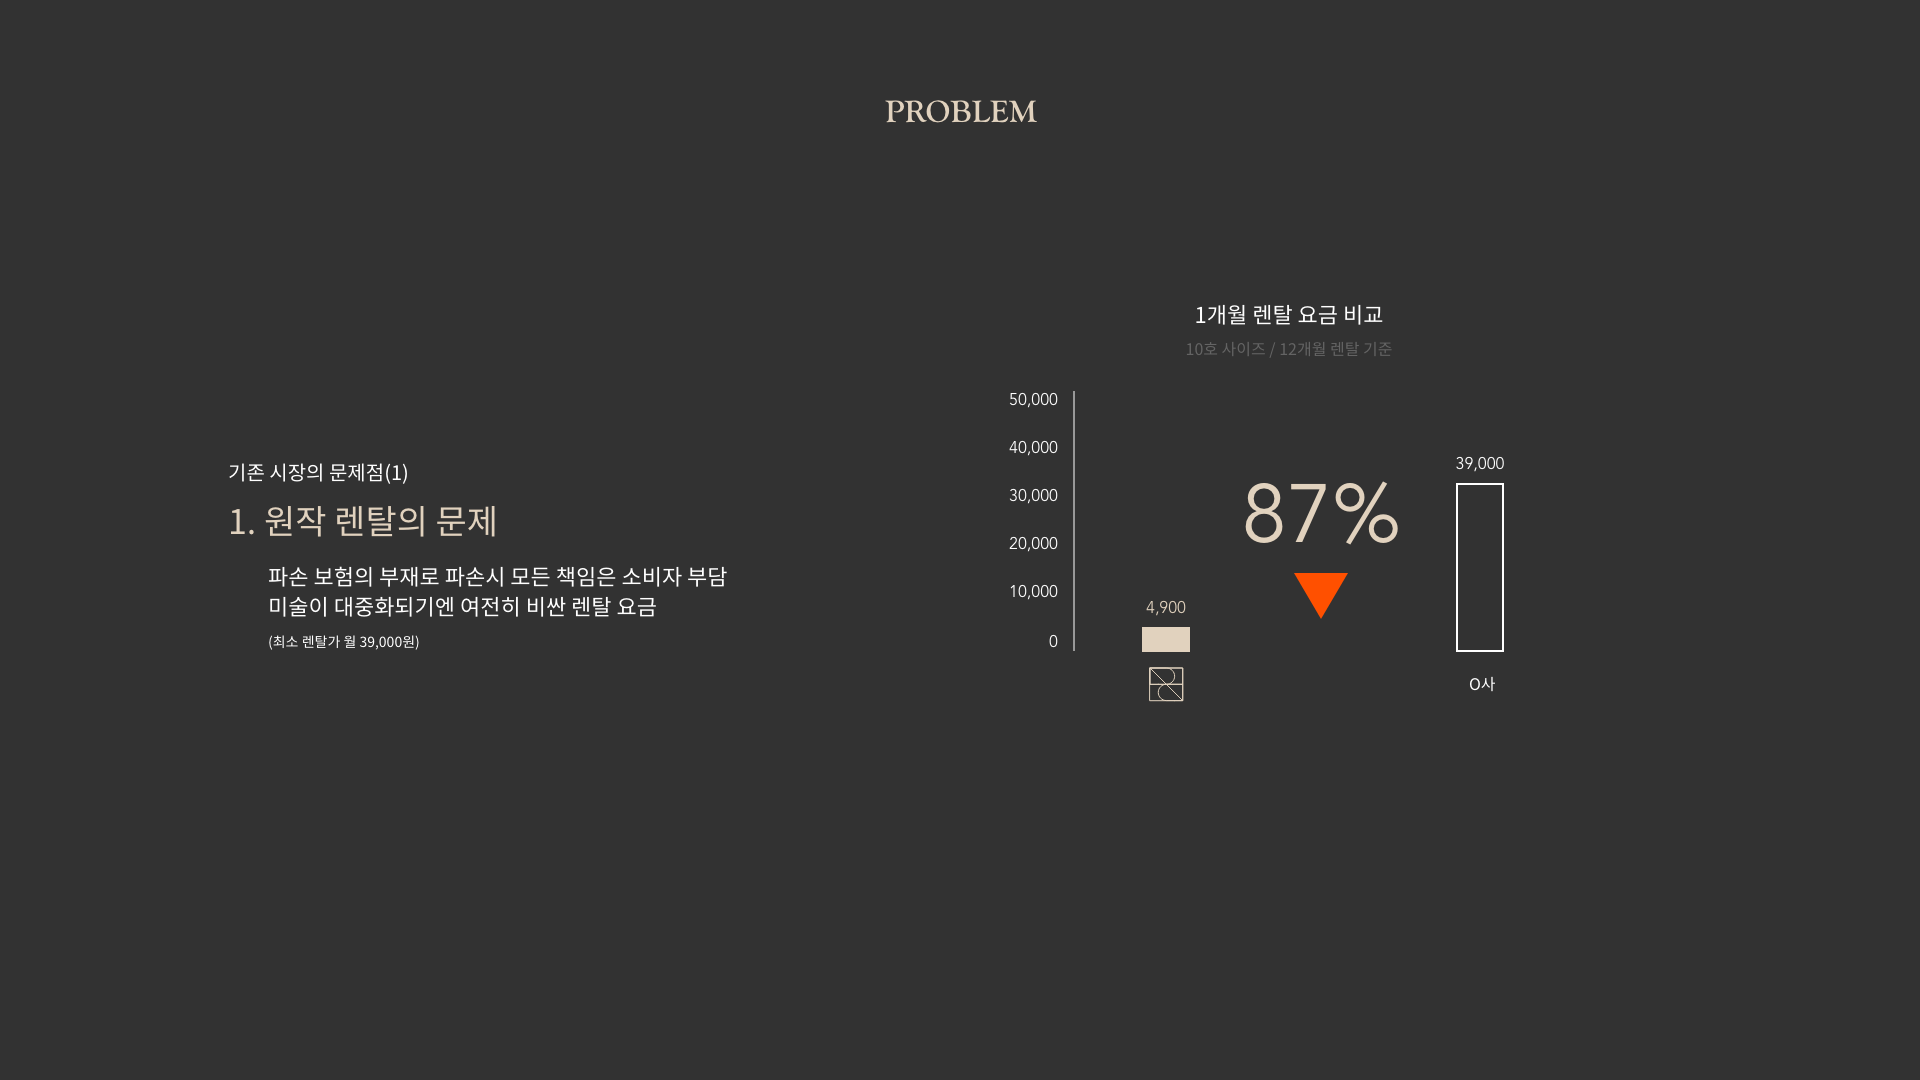 PROBLEM
기존 시장의 문제점(1)
1. 원작 렌탈의 문제
파손 보험의 부재로 파손시 모든 책임은 소비자 부담
미술이 대중화되기엔 여전히 비싼 렌탈 요금
(최소 렌탈가 월 39,000원)
1개월 렌탈 요금 비교
10호 사이즈 / 12개월 렌탈 기준
50,000
40,000
30,000
20,000
10,000
0
4,900
87%
39,000
O사